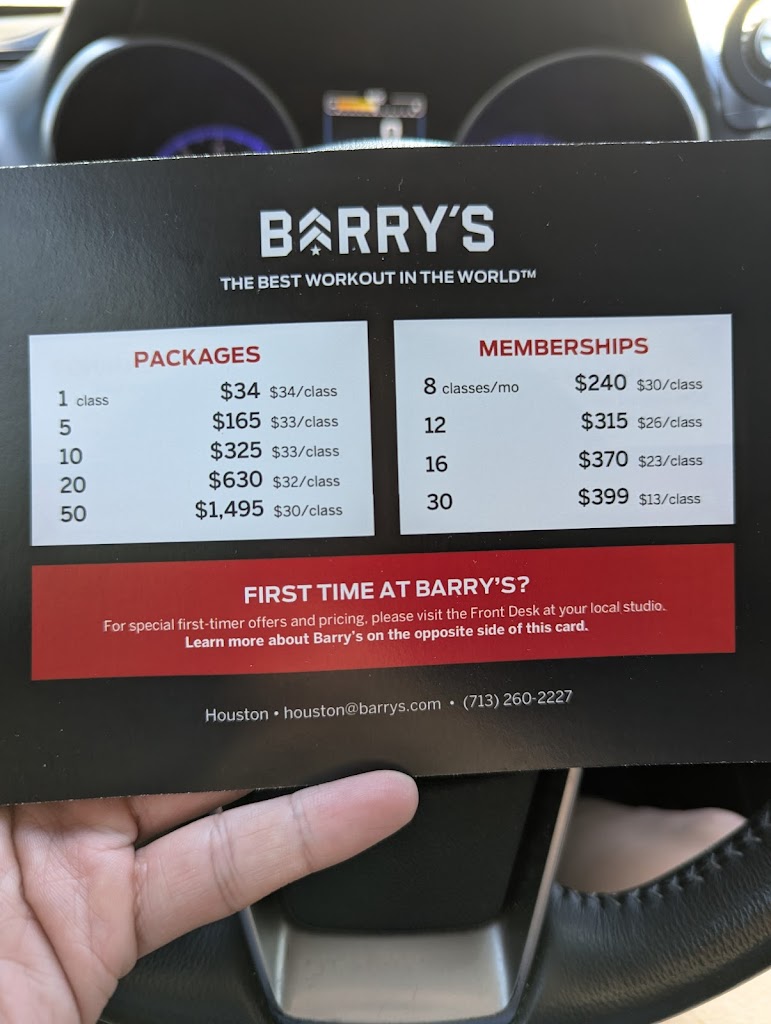 BARRY'S
THE BEST WORKOUT IN THE WORLD™
PACKAGES
1 class $34 $34/class
5 $165 $33/class
10 $325 $33/class
20 $630 $32/class
50 $1,495 $30/class
MEMBERSHIPS
8 classes/mo $240 $30/class
12 $315 $26/class
16 $370 $23/class
30 $399 $13/class
FIRST TIME AT BARRY'S?
For special first-timer offers and pricing, please visit the Front Desk at your local studio.
Learn more about Barry's on the opposite side of this card.
Houston • houston@barrys.com • (713) 260-2227